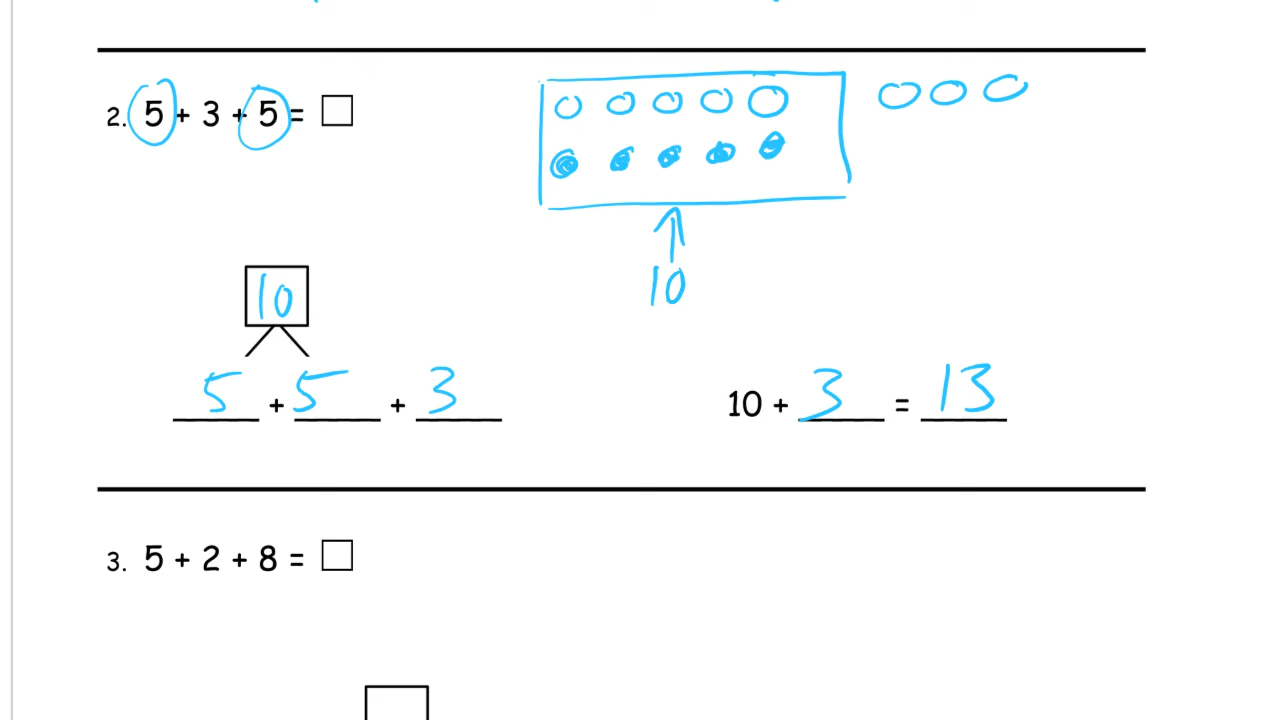 2. 5 + 3 + 5 = □
10
10
5 + 5 + 3
10 + 3 = 13
3. 5 + 2 + 8 = □